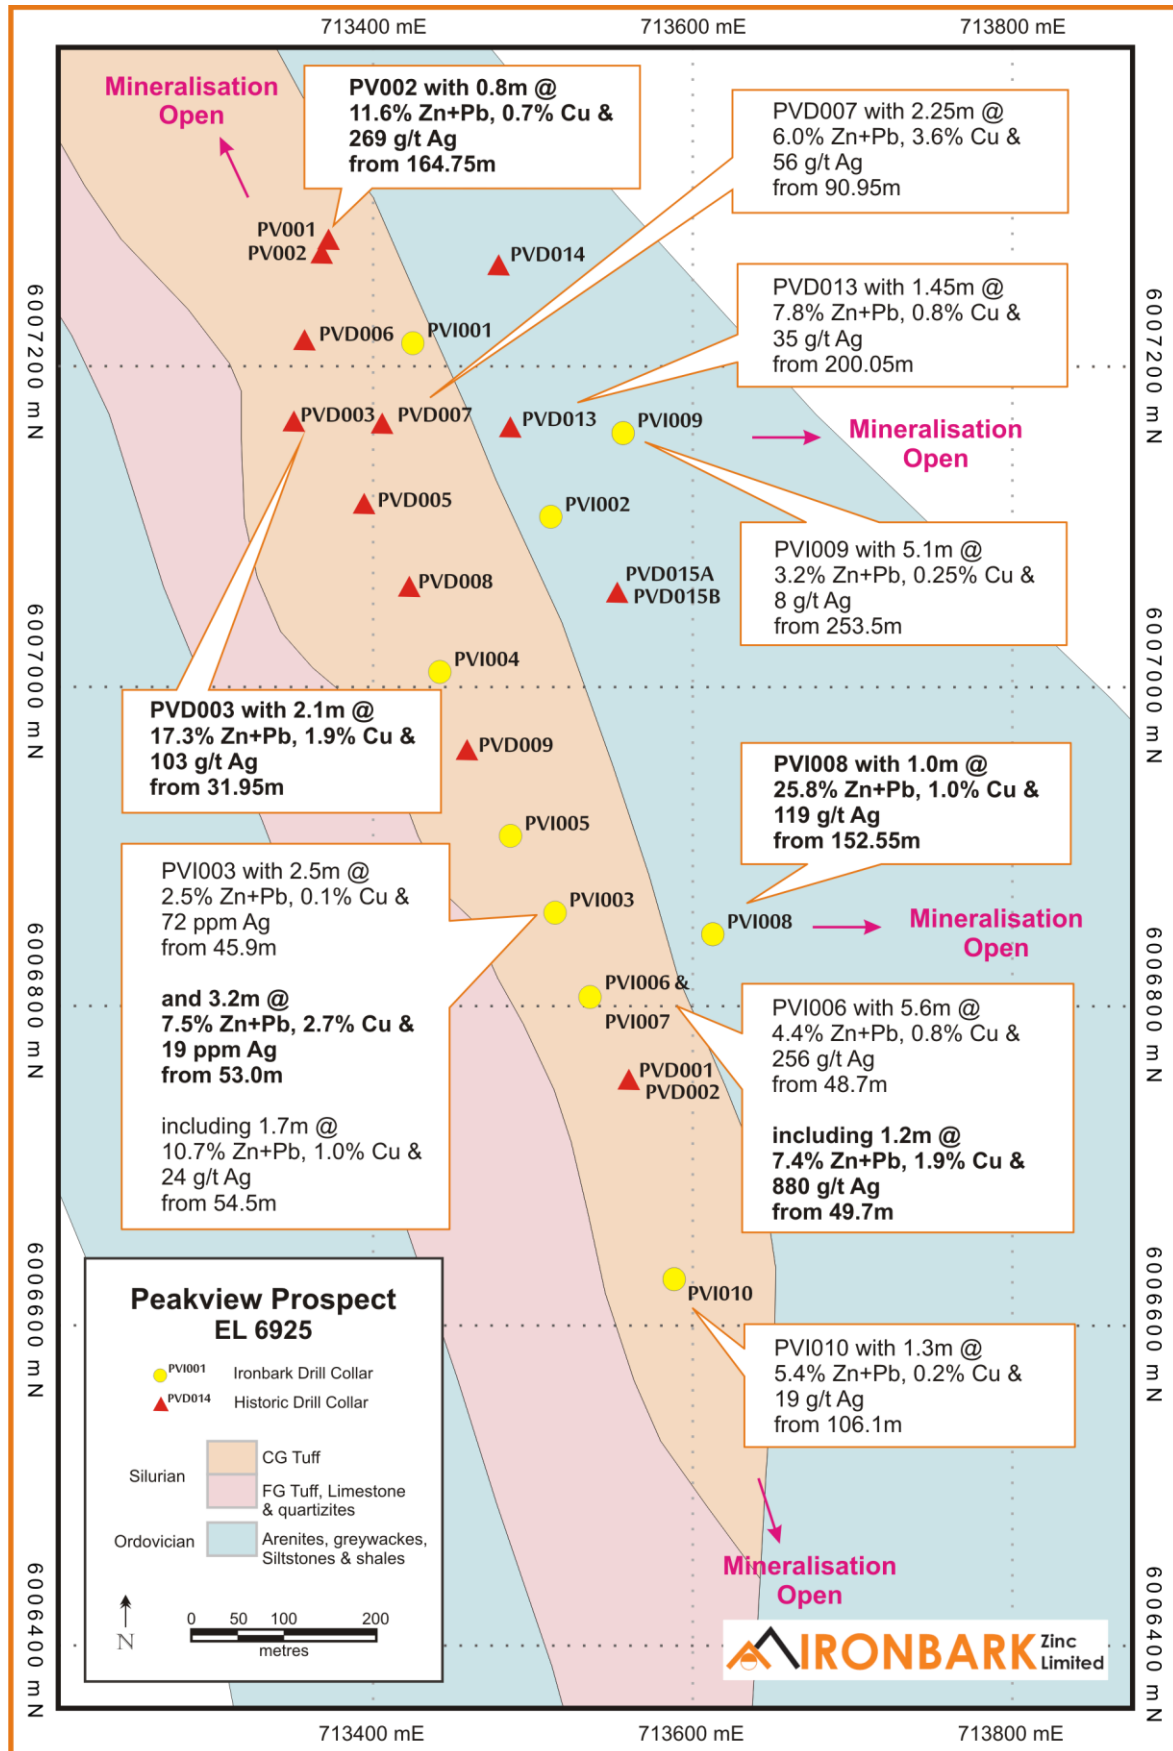 713400 mE
713600 mE
713800 mE
Mineralisation
Open
PV002 with 0.8m @
11.6% Zn+Pb, 0.7% Cu &
269 g/t Ag
from 164.75m
PVD007 with 2.25m @
6.0% Zn+Pb, 3.6% Cu &
56 g/t Ag
from 90.95m
PV001
PV002
PVD014
PVD013 with 1.45m @
7.8% Zn+Pb, 0.8% Cu &
35 g/t Ag
from 200.05m
6007200 mN
6007200 mN
PVD006
PVI001
PVD003
PVD007
PVD013
PVI009
Mineralisation
Open
PVD005
PVI002
PVI009 with 5.1m @
3.2% Zn+Pb, 0.25% Cu &
8 g/t Ag
from 253.5m
PVD008
PVD015A
PVD015B
6007000 mN
6007000 mN
PVI004
PVD003 with 2.1m @
17.3% Zn+Pb, 1.9% Cu &
103 g/t Ag
from 31.95m
PVD009
PVI008 with 1.0m @
25.8% Zn+Pb, 1.0% Cu &
119 g/t Ag
from 152.55m
PVI005
PVI003 with 2.5m @
2.5% Zn+Pb, 0.1% Cu &
72 ppm Ag
from 45.9m
and 3.2m @
7.5% Zn+Pb, 2.7% Cu &
19 ppm Ag
from 53.0m
including 1.7m @
10.7% Zn+Pb, 1.0% Cu &
24 g/t Ag
from 54.5m
PVI003
PVI008
Mineralisation
Open
6006800 mN
6006800 mN
PVI006 &
PVI007
PVI006 with 5.6m @
4.4% Zn+Pb, 0.8% Cu &
256 g/t Ag
from 48.7m
including 1.2m @
7.4% Zn+Pb, 1.9% Cu &
880 g/t Ag
from 49.7m
PVD001
PVD002
PVI010
6006600 mN
6006600 mN
PVI010 with 1.3m @
5.4% Zn+Pb, 0.2% Cu &
19 g/t Ag
from 106.1m
Peakview Prospect
EL 6925
PVI001 Ironbark Drill Collar
PVD014 Historic Drill Collar
Silurian
CG Tuff
FG Tuff, Limestone
& quartizites
Ordovician
Arenites, greywackes,
Siltstones & shales
N
0 50 100 200
metres
Mineralisation
Open
6006400 mN
6006400 mN
IRONBARK Zinc
Limited
713400 mE
713600 mE
713800 mE